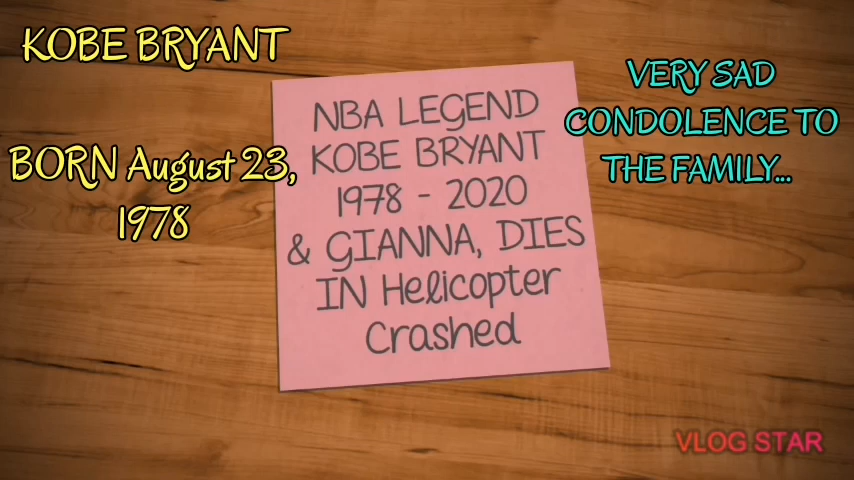 KOBE BRYANT
BORN August 23,
1978
NBA LEGEND
KOBE BRYANT
1978 - 2020
& GIANNA, DIES
IN Helicopter
Crashed
VERY SAD
CONDOLENCE TO
THE FAMILY...
VLOG STAR